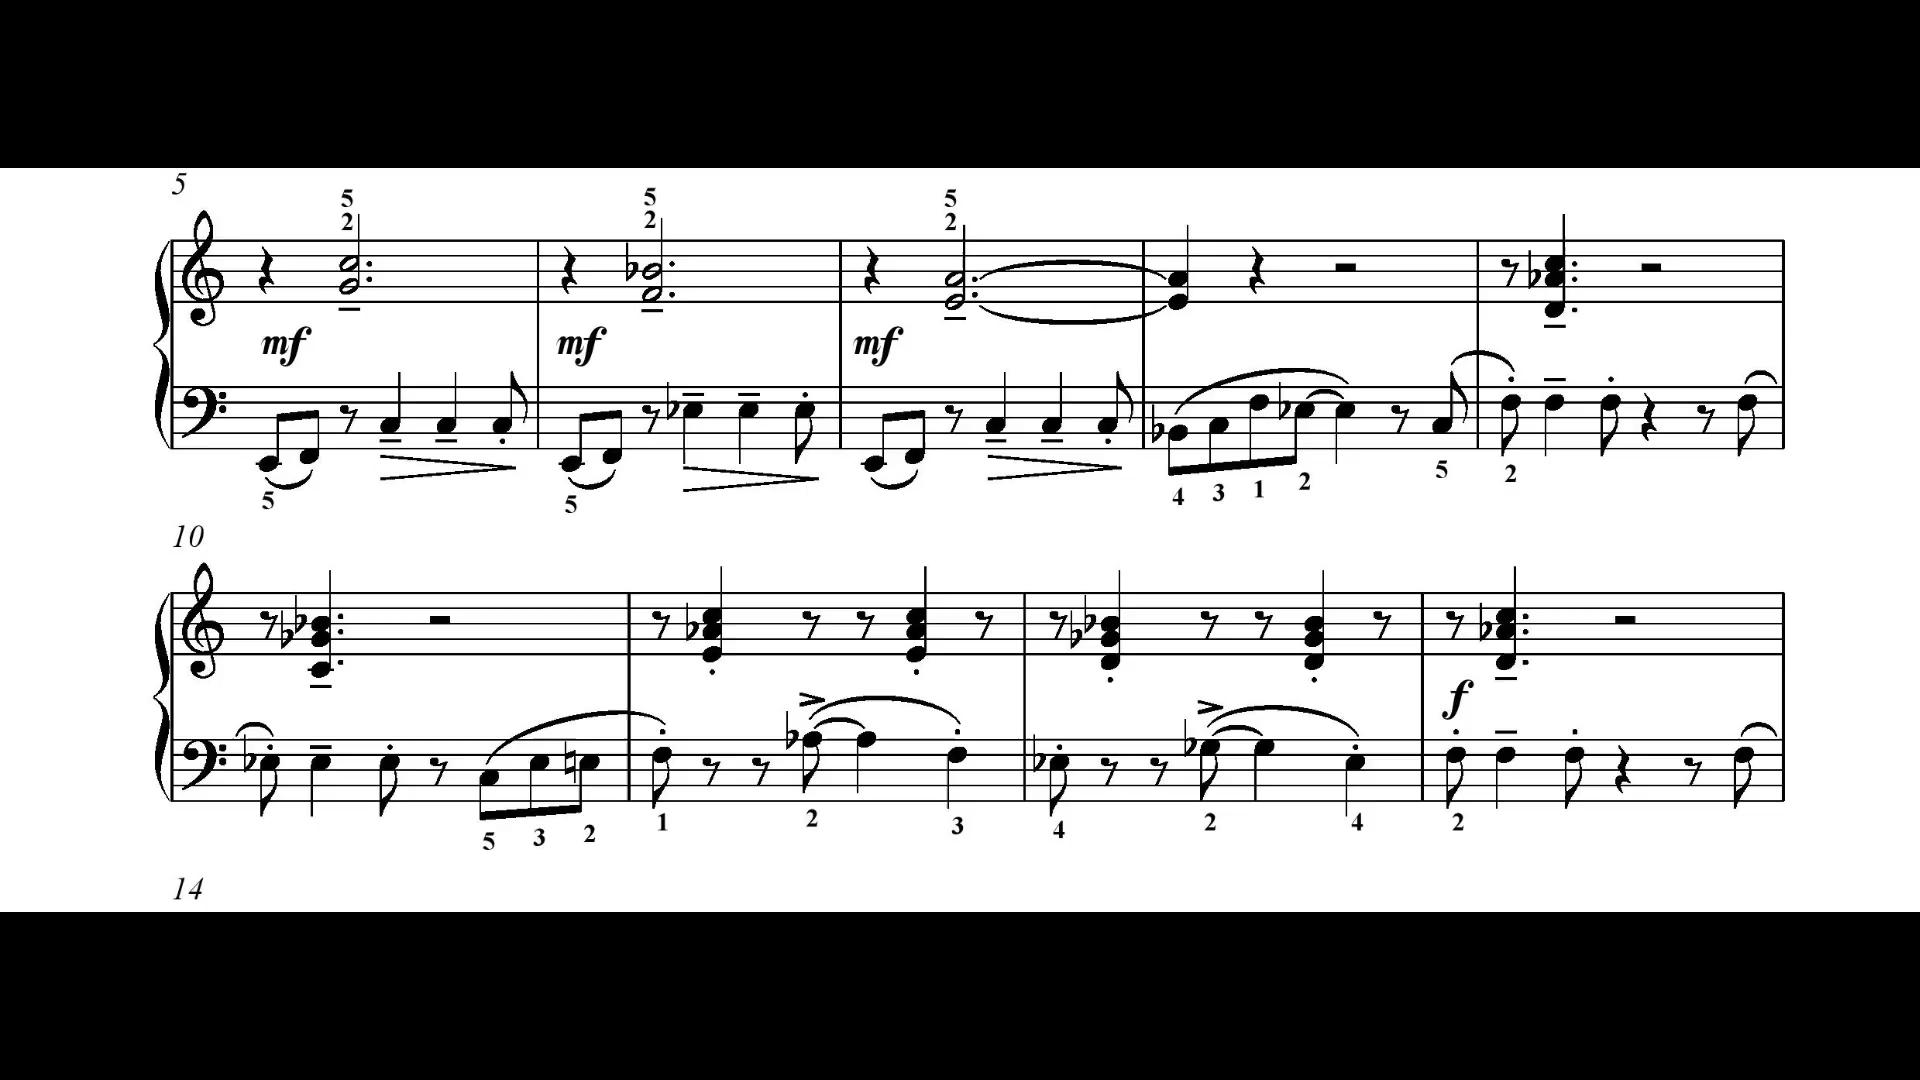 5
5 5 5
2 2 2
mf mf mf
5 5 4 3 1 2 5 2
10
f
5 3 2 1 2 3 4 2 4 2
14